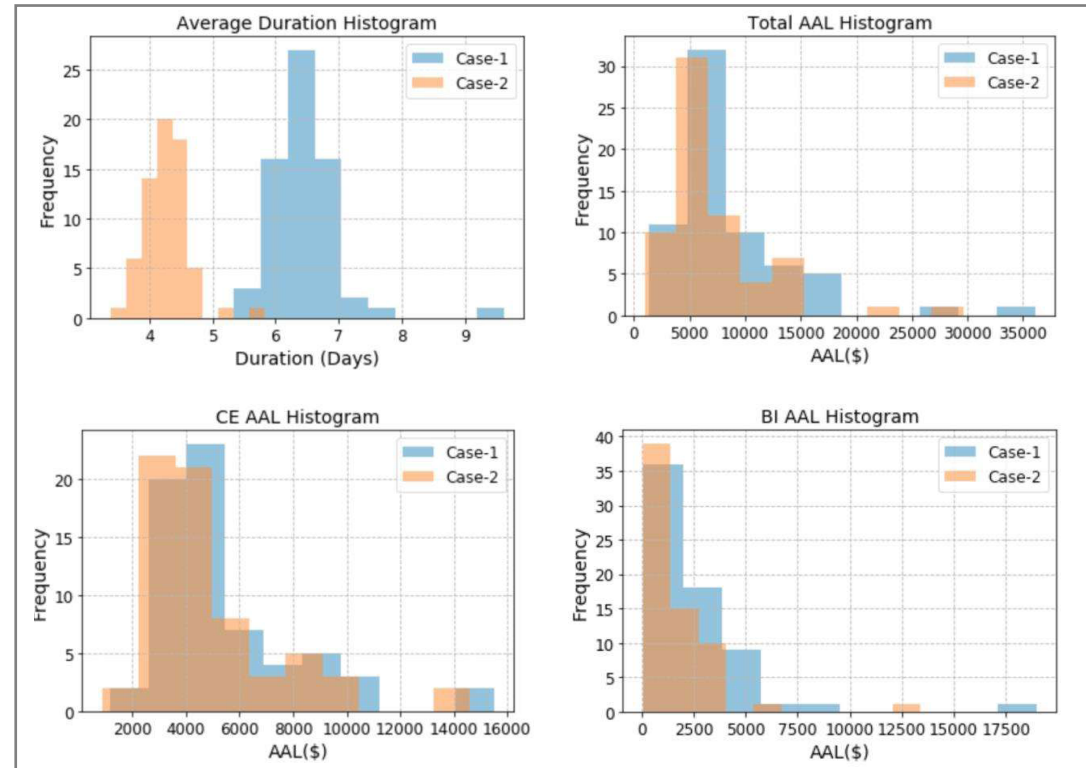 Average Duration Histogram
Frequency
25
20
15
10
5
0
Case-1
Case-2
4 5 6 7 8 9
Duration (Days)
Total AAL Histogram
Frequency
30
25
20
15
10
5
0
Case-1
Case-2
0 5000 10000 15000 20000 25000 30000 35000
AAL($)
CE AAL Histogram
Frequency
20
15
10
5
0
Case-1
Case-2
2000 4000 6000 8000 10000 12000 14000 16000
AAL($)
BI AAL Histogram
Frequency
40
35
30
25
20
15
10
5
0
Case-1
Case-2
0 2500 5000 7500 10000 12500 15000 17500
AAL($)